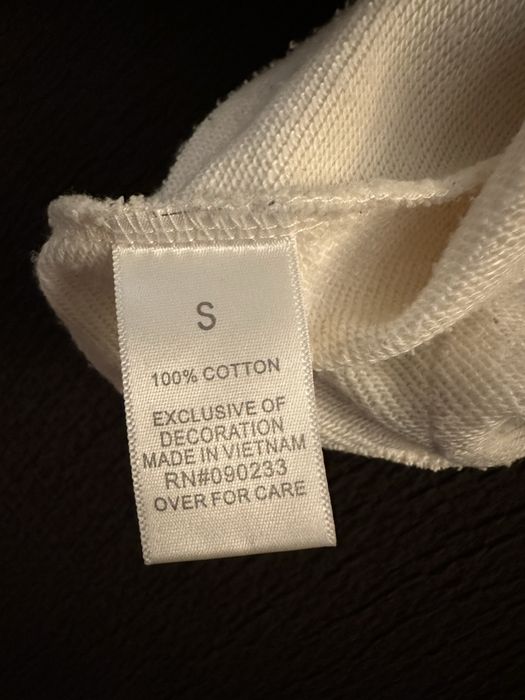 S
100% COTTON
EXCLUSIVE OF
DECORATION
MADE IN VIETNAM
RN#090233
OVER FOR CARE